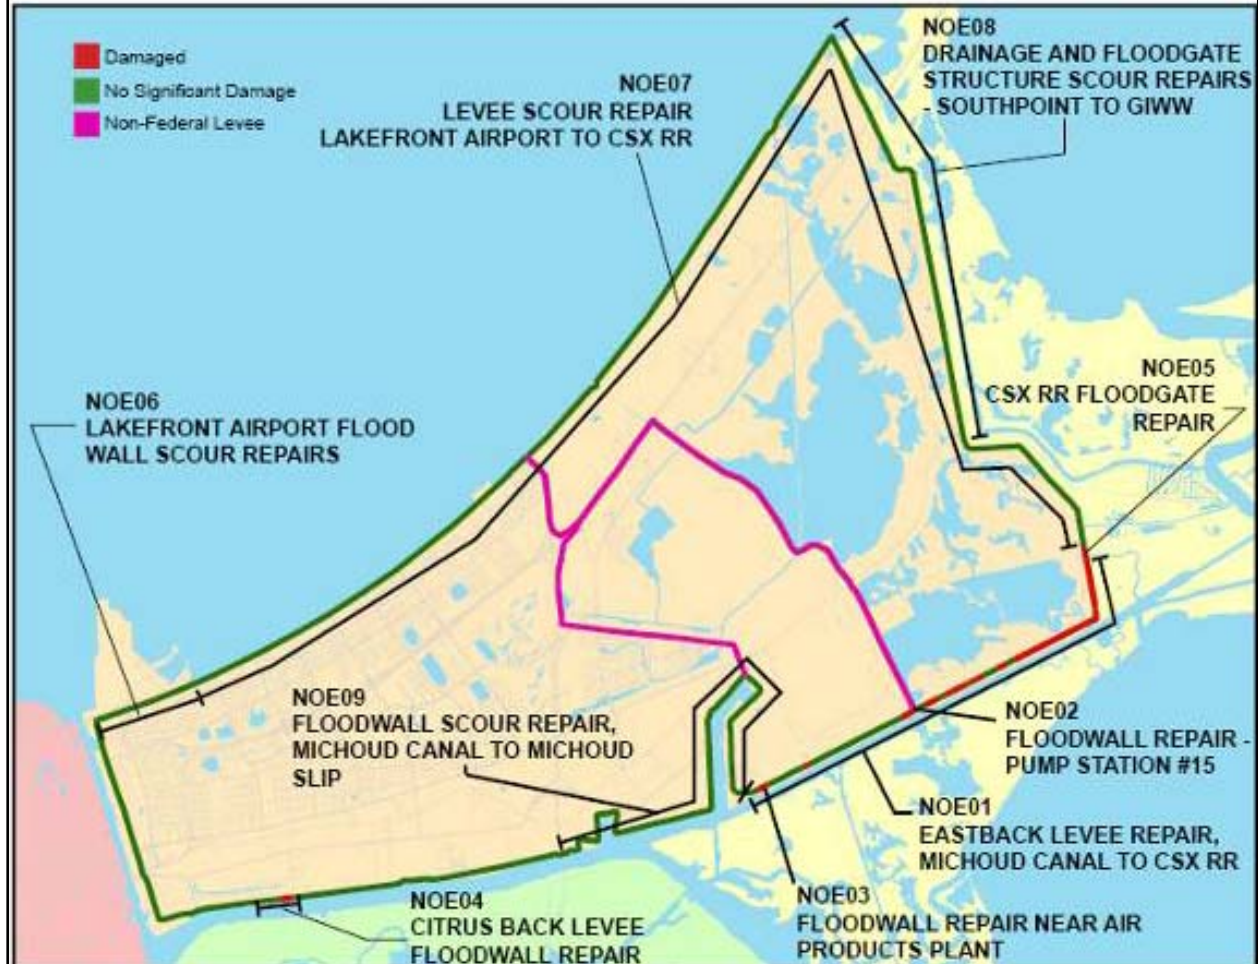 Damaged
No Significant Damage
Non-Federal Levee
NOE07
LEVEE SCOUR REPAIR
LAKEFRONT AIRPORT TO CSX RR
NOE08
DRAINAGE AND FLOODGATE
STRUCTURE SCOUR REPAIRS
- SOUTHPOINT TO GIWW
NOE05
CSX RR FLOODGATE
REPAIR
NOE06
LAKEFRONT AIRPORT FLOOD
WALL SCOUR REPAIRS
NOE09
FLOODWALL SCOUR REPAIR,
MICHOUD CANAL TO MICHOUD
SLIP
NOE02
FLOODWALL REPAIR -
PUMP STATION #15
NOE01
EASTBACK LEVEE REPAIR,
MICHOUD CANAL TO CSX RR
NOE03
FLOODWALL REPAIR NEAR AIR
PRODUCTS PLANT
NOE04
CITRUS BACK LEVEE
FLOODWALL REPAIR